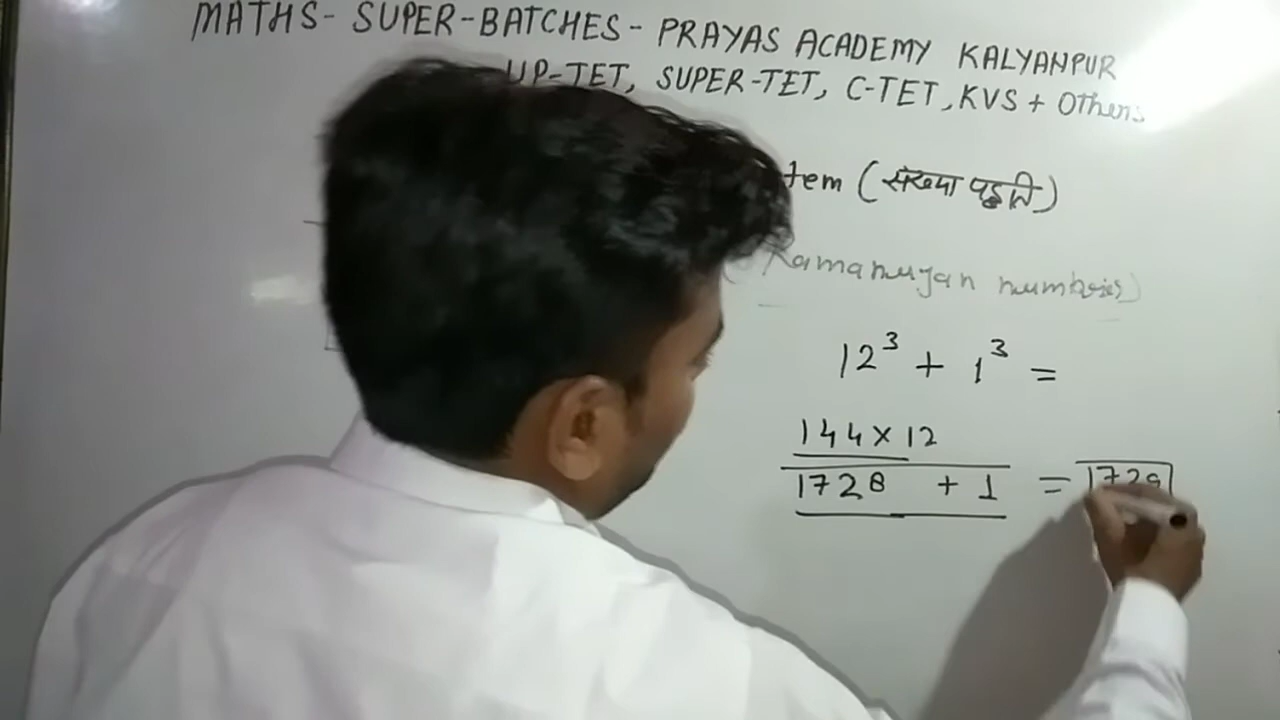 MATHS - SUPER-BATCHES - PRAYAS ACADEMY KALYANPUR
UP-TET, SUPER-TET, C-TET, KVS + Others
tem (संख्या पद्धति)
Ramanujan numbries)
12³ + 1³ =
144 × 12
1728 + 1 = 1729